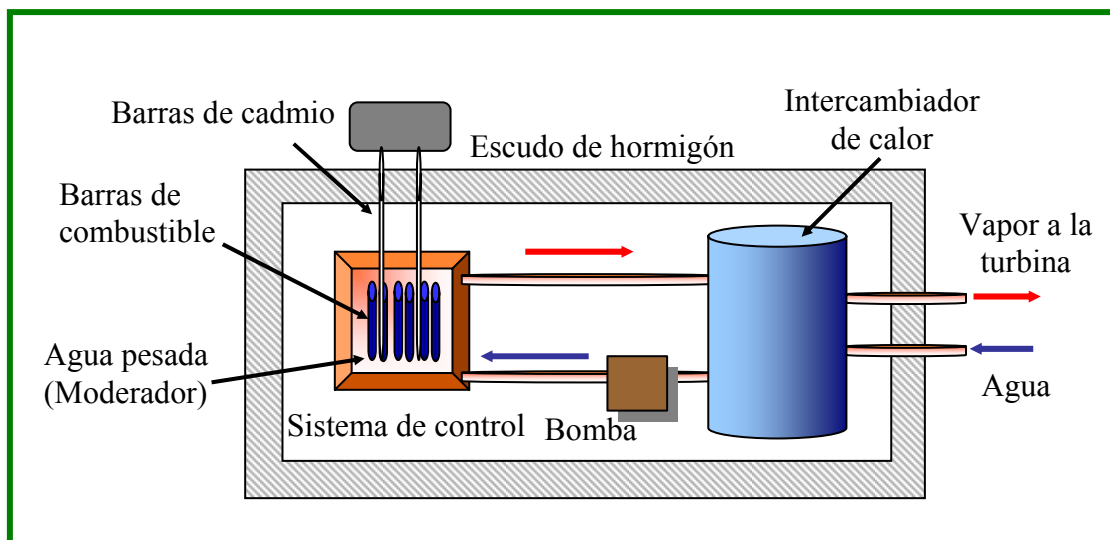 Barras de cadmio
Intercambiador
de calor
Escudo de hormigón
Barras de
combustible
Vapor a la
turbina
Agua pesada
(Moderador)
Agua
Sistema de control
Bomba